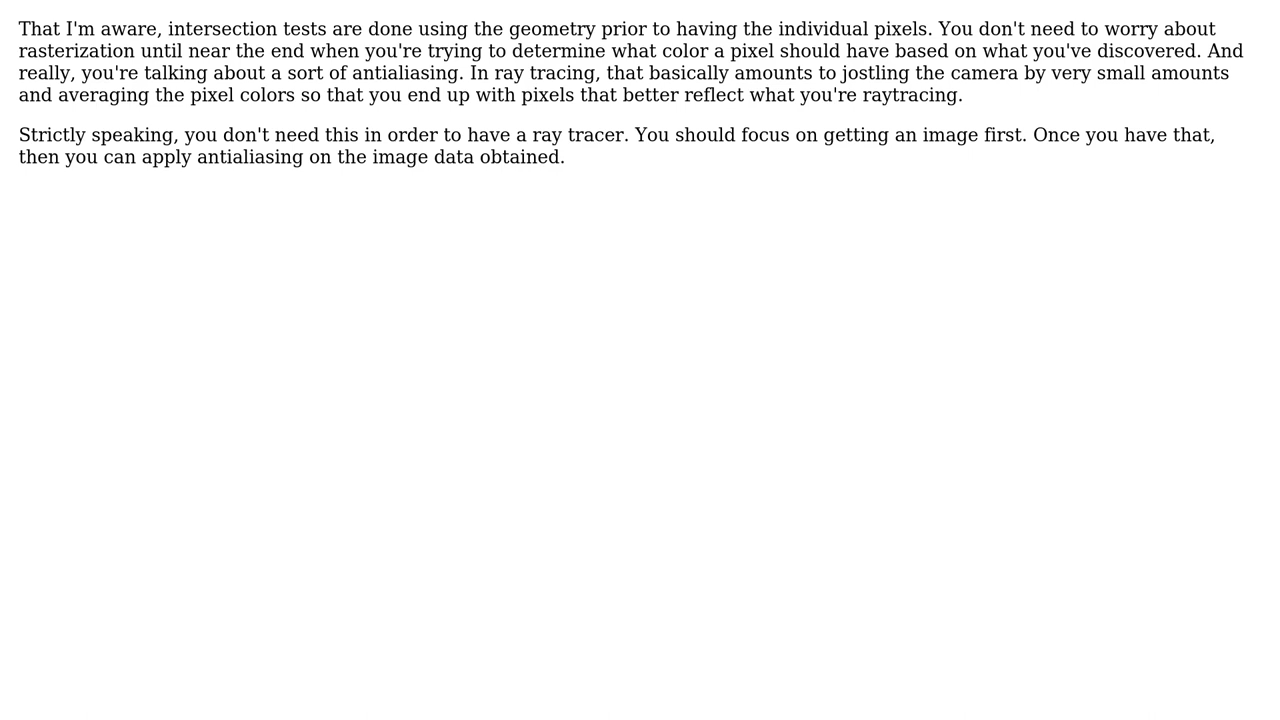 That I'm aware, intersection tests are done using the geometry prior to having the individual pixels. You don't need to worry about
rasterization until near the end when you're trying to determine what color a pixel should have based on what you've discovered. And
really, you're talking about a sort of antialiasing. In ray tracing, that basically amounts to jostling the camera by very small amounts
and averaging the pixel colors so that you end up with pixels that better reflect what you're raytracing.
Strictly speaking, you don't need this in order to have a ray tracer. You should focus on getting an image first. Once you have that,
then you can apply antialiasing on the image data obtained.